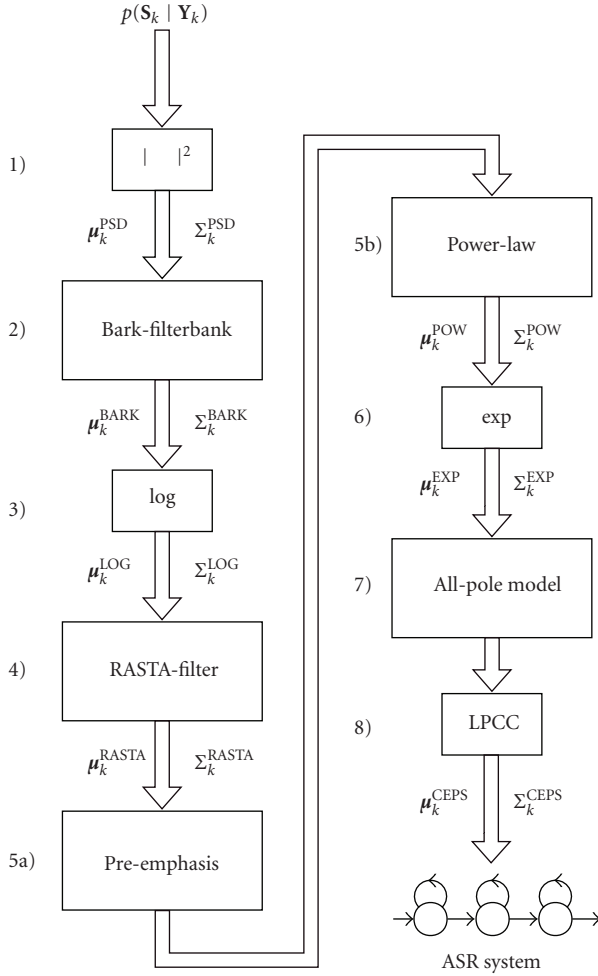 p(S_k | Y_k)
1) | |²
μ_k^PSD Σ_k^PSD
2) Bark-filterbank
μ_k^BARK Σ_k^BARK
3) log
μ_k^LOG Σ_k^LOG
4) RASTA-filter
μ_k^RASTA Σ_k^RASTA
5a) Pre-emphasis
5b) Power-law
μ_k^POW Σ_k^POW
6) exp
μ_k^EXP Σ_k^EXP
7) All-pole model
8) LPCC
μ_k^CEPS Σ_k^CEPS
ASR system